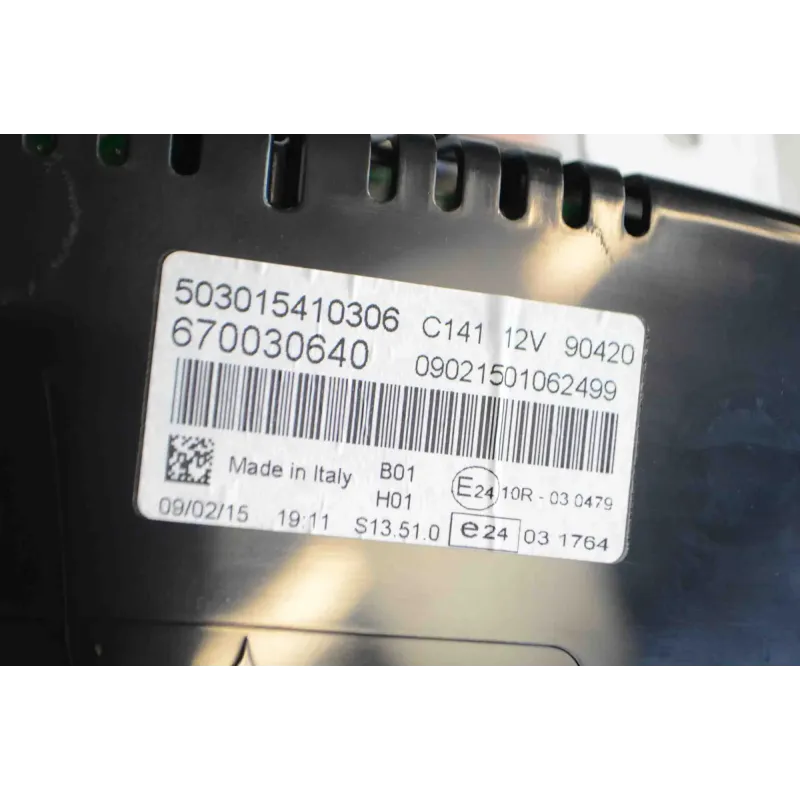 503015410306 C141 12V 90420
670030640 09021501062499
Made in Italy B01 E24 10R - 03 0479
H01
09/02/15 19:11 S13.51.0 e24 03 1764